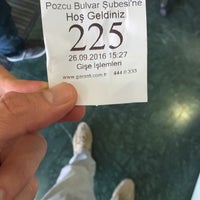 Pozcu Bulvar Şubesi'ne
Hoş Geldiniz
225
26.09.2016 15:27
Gişe İşlemleri
www.garanti.com.tr 444 0 333